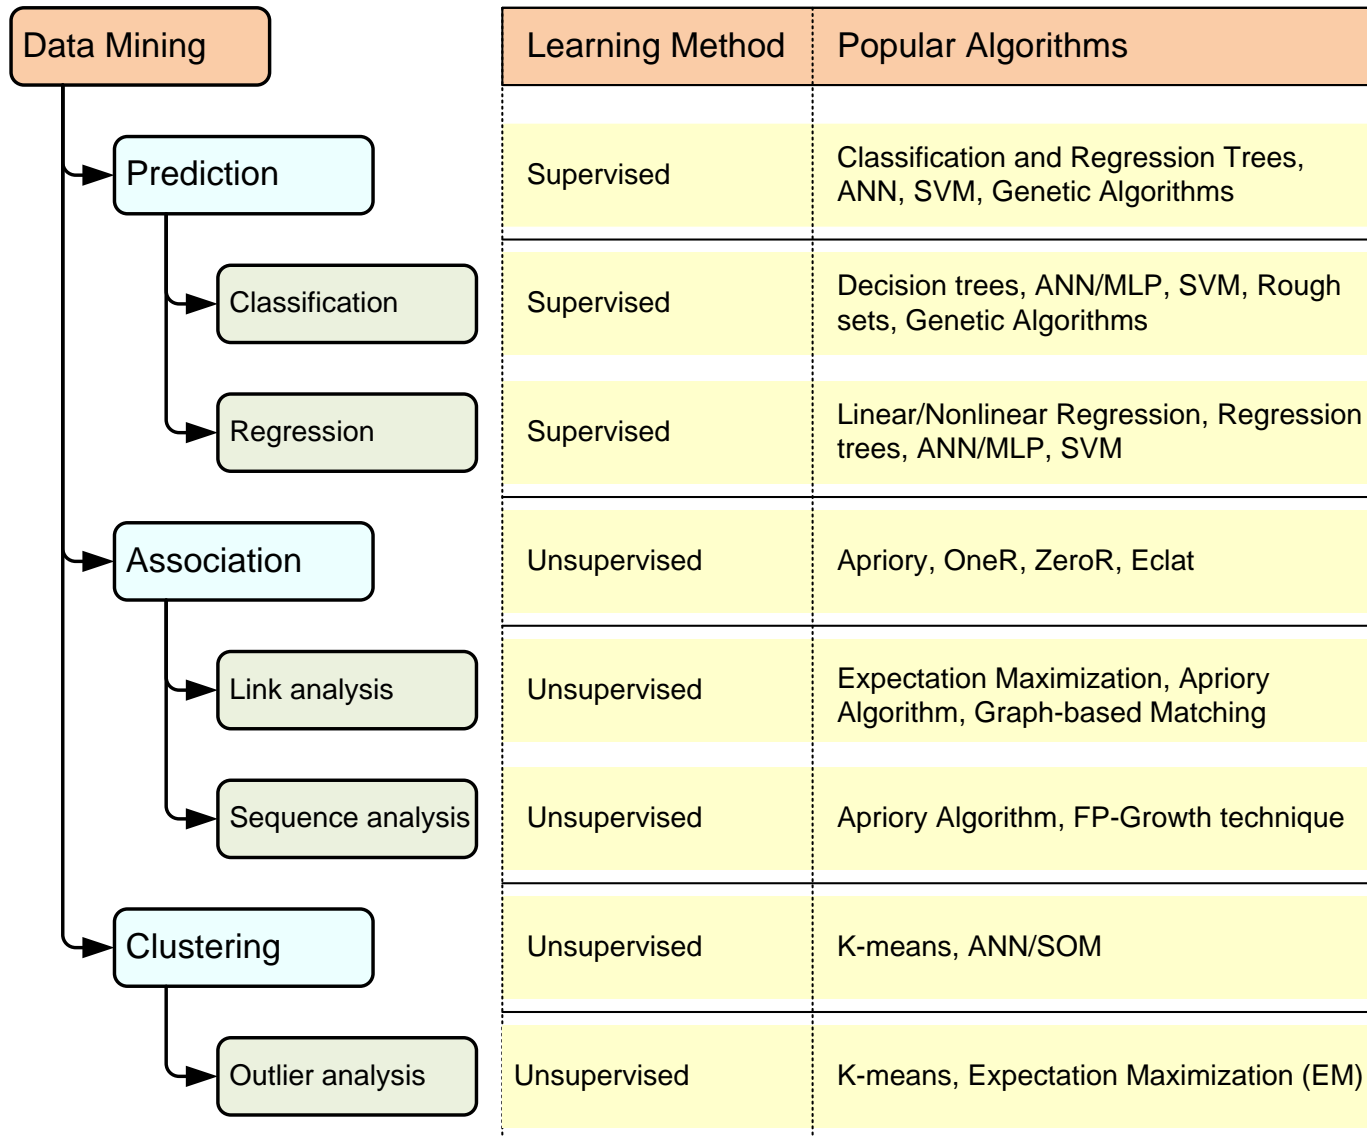 Data Mining
Learning Method
Popular Algorithms
Prediction
Supervised
Classification and Regression Trees,
ANN, SVM, Genetic Algorithms
Classification
Supervised
Decision trees, ANN/MLP, SVM, Rough
sets, Genetic Algorithms
Regression
Supervised
Linear/Nonlinear Regression, Regression
trees, ANN/MLP, SVM
Association
Unsupervised
Apriory, OneR, ZeroR, Eclat
Link analysis
Unsupervised
Expectation Maximization, Apriory
Algorithm, Graph-based Matching
Sequence analysis
Unsupervised
Apriory Algorithm, FP-Growth technique
Clustering
Unsupervised
K-means, ANN/SOM
Outlier analysis
Unsupervised
K-means, Expectation Maximization (EM)